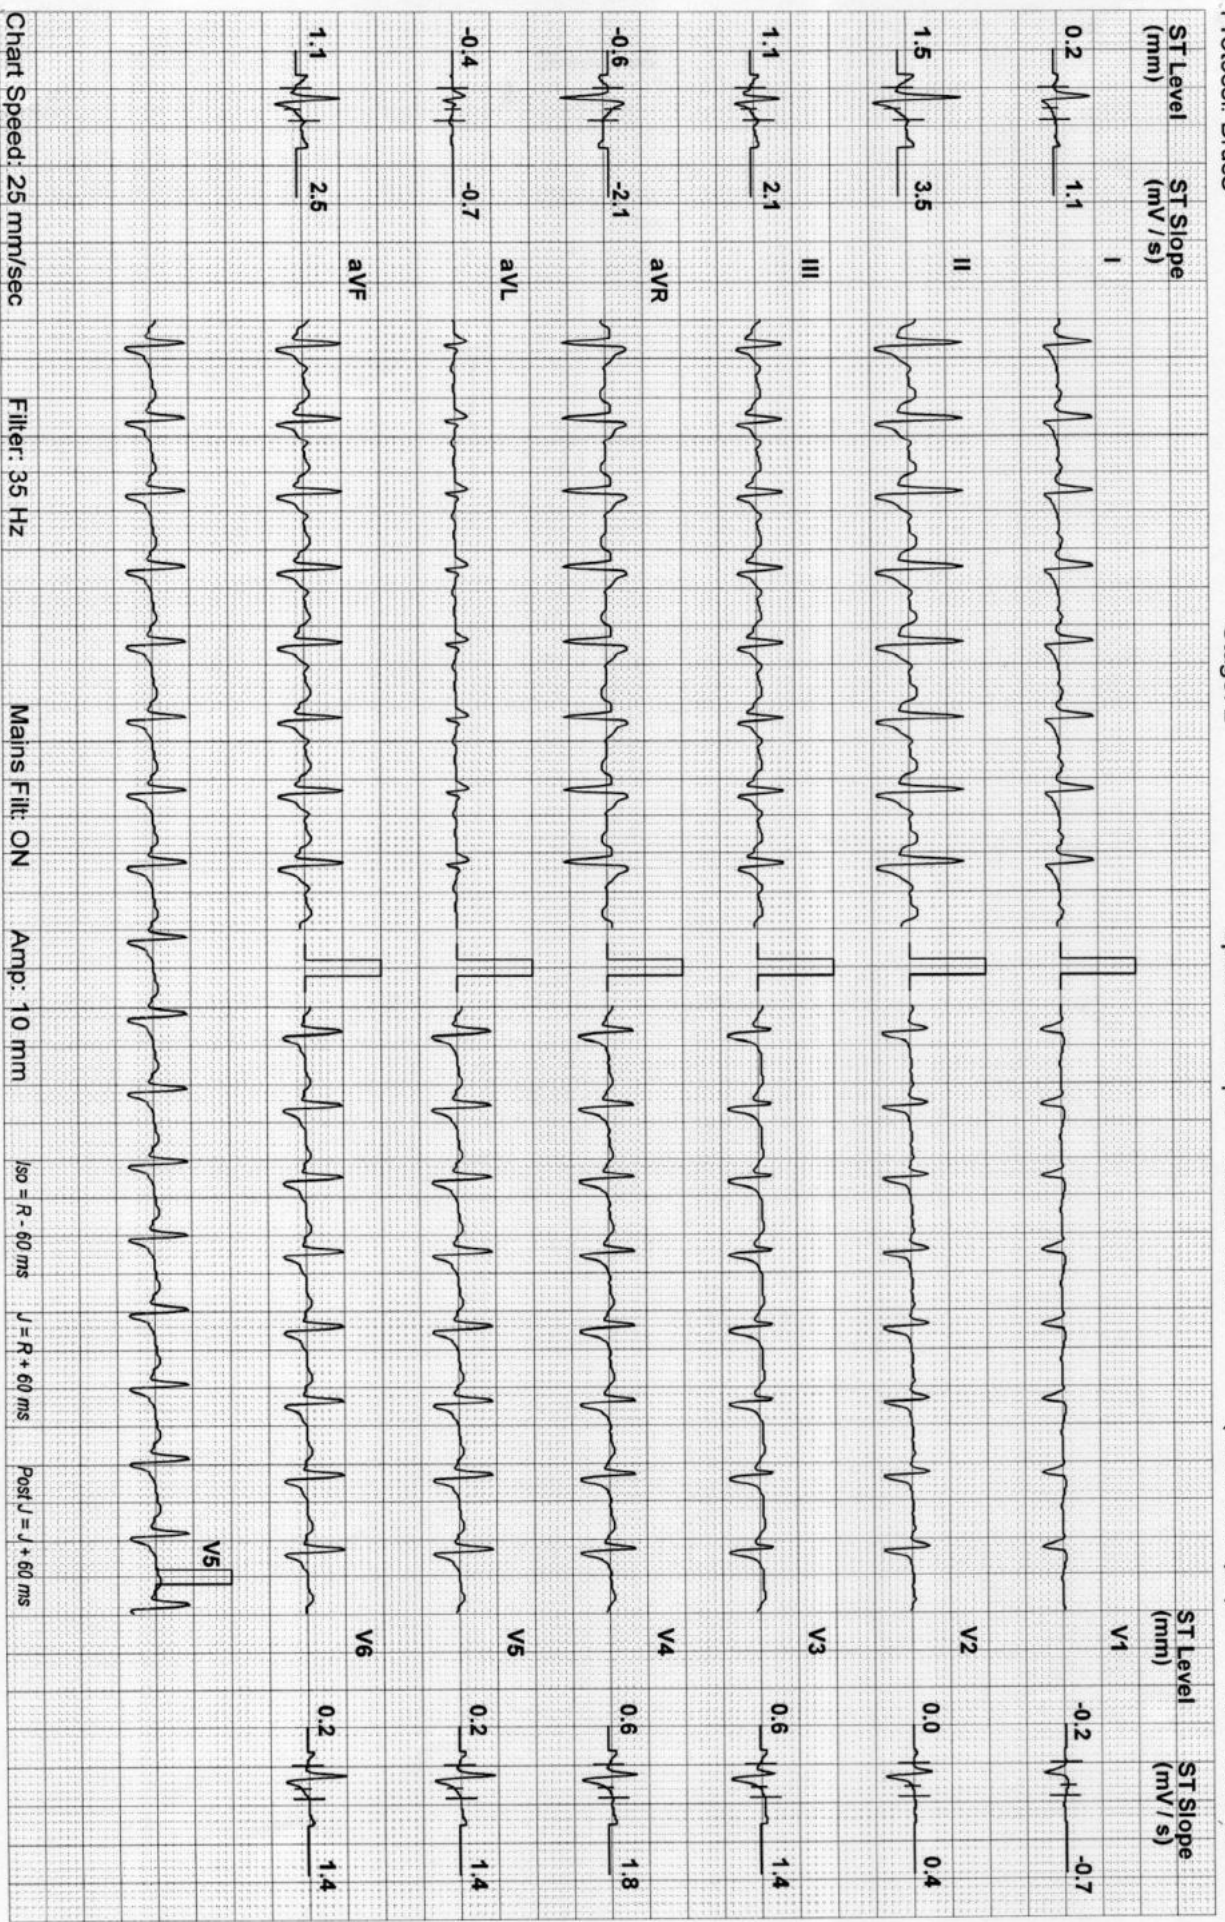 ST Level ST Slope
(mm) (mV / s)
0.2 1.1 I
1.5 3.5 II
1.1 2.1 III
-0.6 -2.1 aVR
-0.4 -0.7 aVL
1.1 2.5 aVF
ST Level ST Slope
(mm) (mV / s)
V1 -0.2 -0.7
V2 0.0 0.4
V3 0.6 1.4
V4 0.6 1.8
V5 0.2 1.4
V6 0.2 1.4
V5
Chart Speed: 25 mm/sec Filter: 35 Hz Mains Filt: ON Amp: 10 mm Iso = R - 60 ms J = R + 60 ms Post J = J + 60 ms